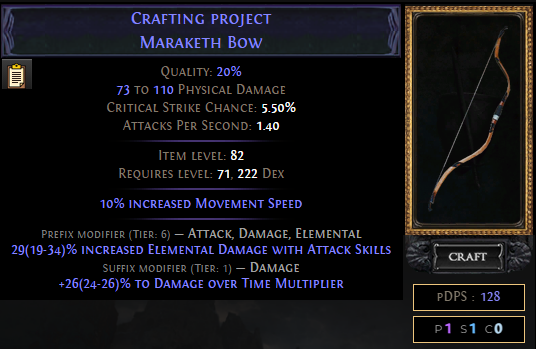 Crafting project
Maraketh Bow
Quality: 20%
73 to 110 Physical Damage
Critical Strike Chance: 5.50%
Attacks Per Second: 1.40
Item level: 82
Requires level: 71, 222 Dex
10% increased Movement Speed
Prefix modifier (Tier: 6) — Attack, Damage, Elemental
29(19-34)% increased Elemental Damage with Attack Skills
Suffix modifier (Tier: 1) — Damage
+26(24-26)% to Damage over Time Multiplier
CRAFT
pDPS : 128
P1 S1 C0